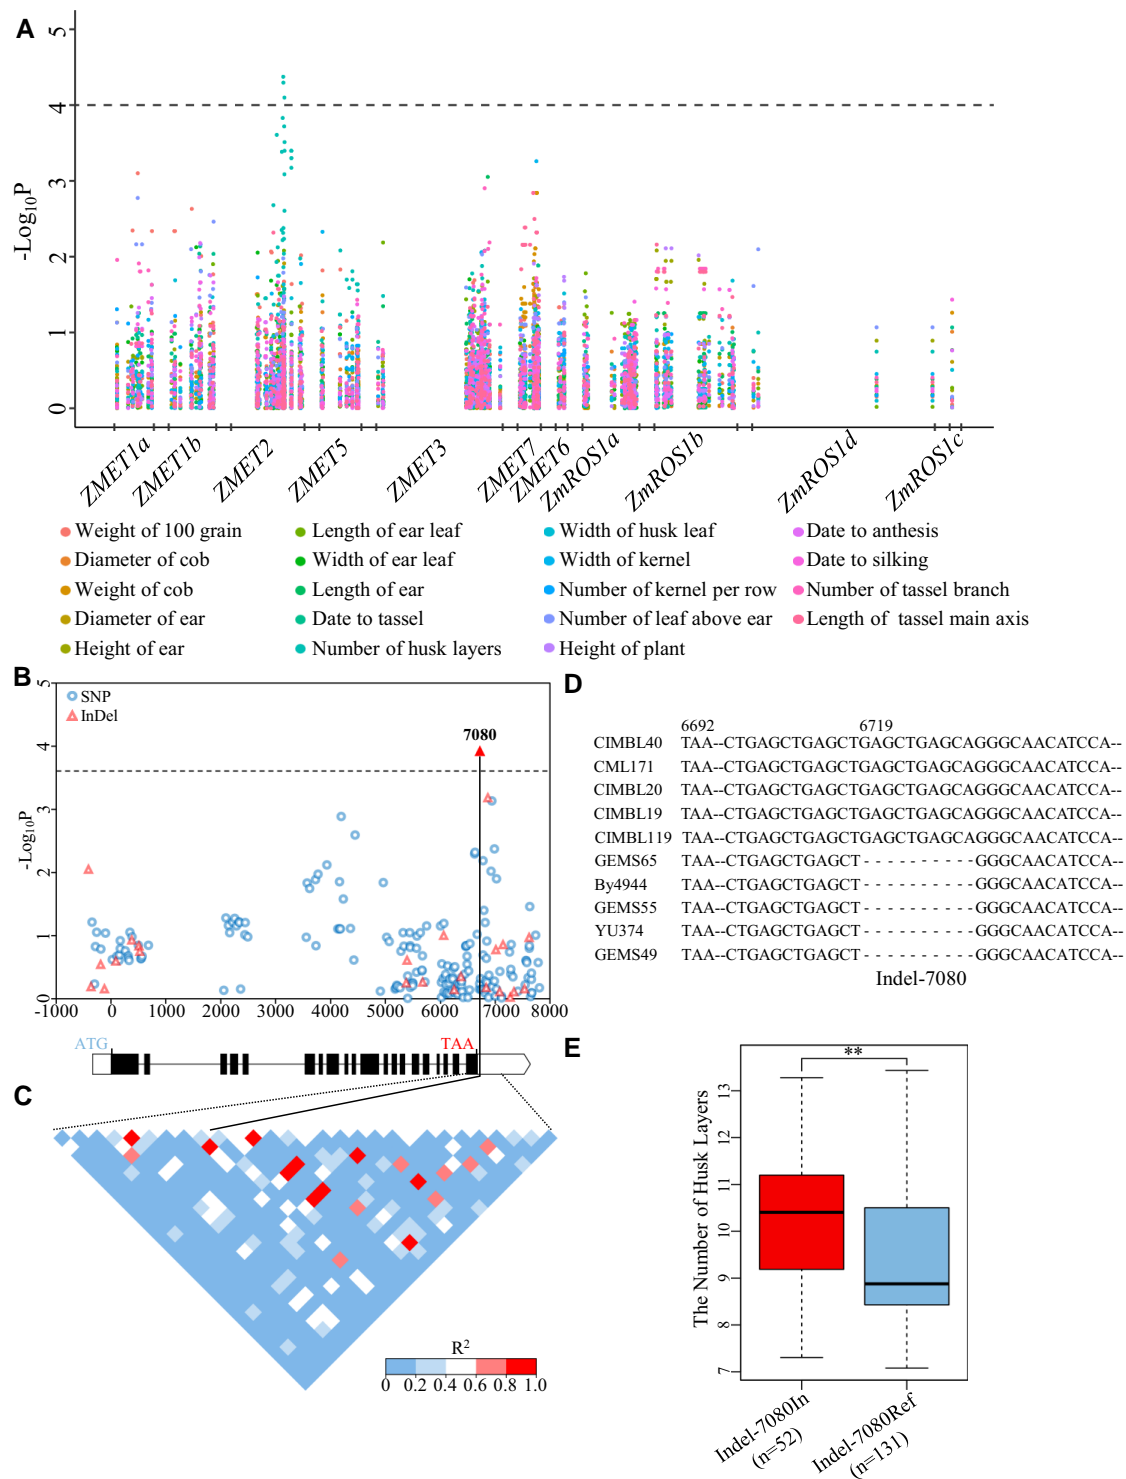 A
-Log10P
5
4
3
2
1
0
ZMET1a
ZMET1b
ZMET2
ZMET5
ZMET3
ZMET7
ZMET6
ZmROS1a
ZmROS1b
ZmROS1d
ZmROS1c
Weight of 100 grain
Diameter of cob
Weight of cob
Diameter of ear
Height of ear
Length of ear leaf
Width of ear leaf
Length of ear
Date to tassel
Number of husk layers
Width of husk leaf
Width of kernel
Number of kernel per row
Number of leaf above ear
Height of plant
Date to anthesis
Date to silking
Number of tassel branch
Length of tassel main axis
B
-Log10P
5
4
3
2
1
0
SNP
InDel
7080
-1000 0 1000 2000 3000 4000 5000 6000 7000 8000
ATG
TAA
C
R2
0 0.2 0.4 0.6 0.8 1.0
D
6692 6719
CIMBL40 TAA--CTGAGCTGAGCTGAGCTGAGCAGGGCAACATCCA--
CML171 TAA--CTGAGCTGAGCTGAGCTGAGCAGGGCAACATCCA--
CIMBL20 TAA--CTGAGCTGAGCTGAGCTGAGCAGGGCAACATCCA--
CIMBL19 TAA--CTGAGCTGAGCTGAGCTGAGCAGGGCAACATCCA--
CIMBL119 TAA--CTGAGCTGAGCTGAGCTGAGCAGGGCAACATCCA--
GEMS65 TAA--CTGAGCTGAGCT - - - - - - - - - - GGGCAACATCCA--
By4944 TAA--CTGAGCTGAGCT - - - - - - - - - - GGGCAACATCCA--
GEMS55 TAA--CTGAGCTGAGCT - - - - - - - - - - GGGCAACATCCA--
YU374 TAA--CTGAGCTGAGCT - - - - - - - - - - GGGCAACATCCA--
GEMS49 TAA--CTGAGCTGAGCT - - - - - - - - - - GGGCAACATCCA--
Indel-7080
E
The Number of Husk Layers
13
12
11
10
9
8
7
**
Indel-7080In
(n=52)
Indel-7080Ref
(n=131)